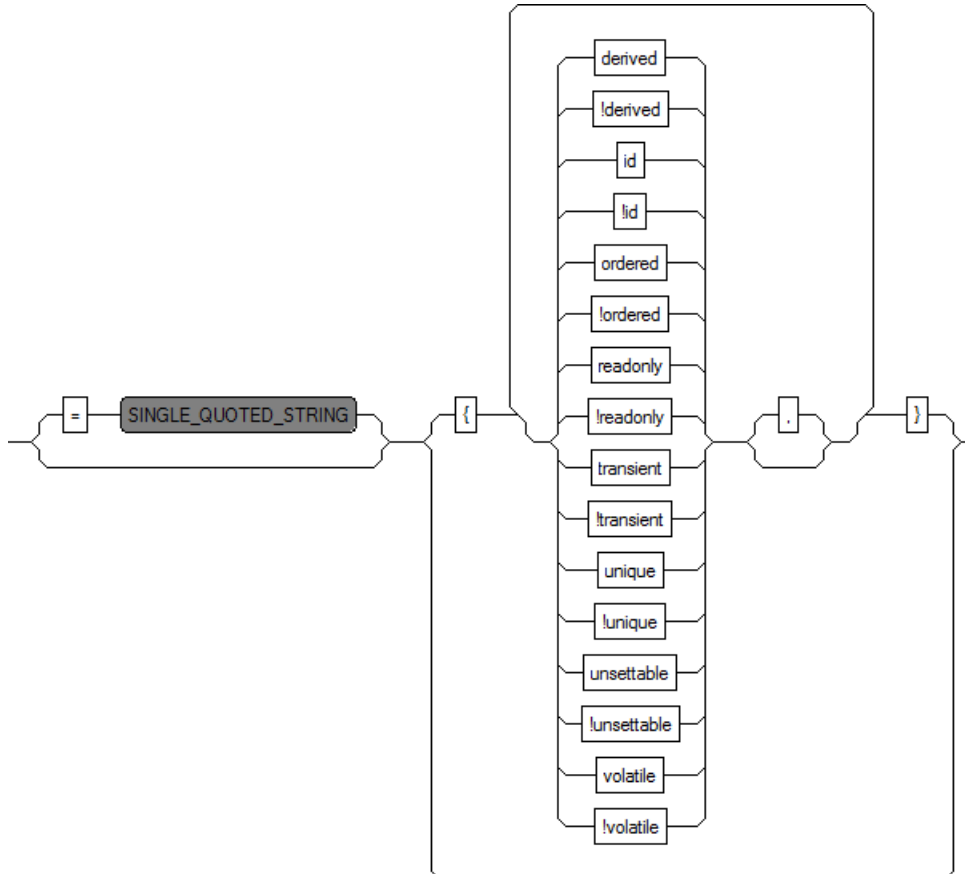 derived
!derived
id
!id
ordered
!ordered
readonly
= SINGLE_QUOTED_STRING { !readonly , }
transient
!transient
unique
!unique
unsettable
!unsettable
volatile
!volatile